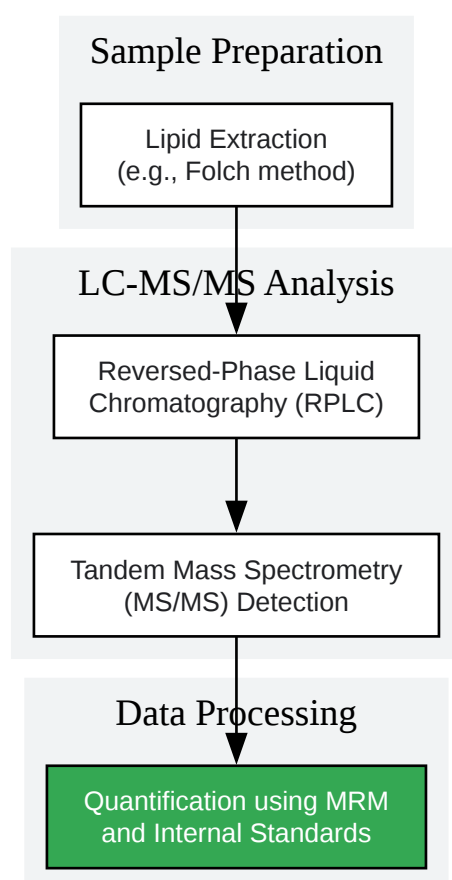 Sample Preparation
Lipid Extraction
(e.g., Folch method)
LC-MS/MS Analysis
Reversed-Phase Liquid
Chromatography (RPLC)
Tandem Mass Spectrometry
(MS/MS) Detection
Data Processing
Quantification using MRM
and Internal Standards